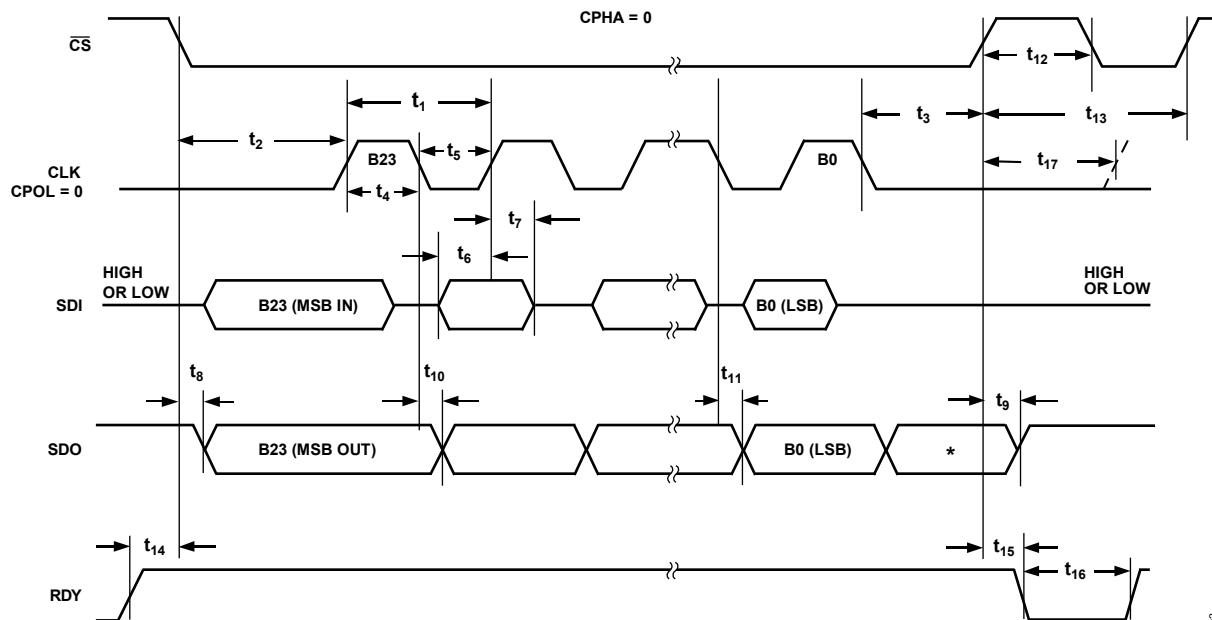 CPHA = 0
CS
t12
t1
t3
t13
t2
B23
t5
B0
t17
CLK
CPOL = 0
t4
t7
t6
HIGH
OR LOW
HIGH
OR LOW
SDI
B23 (MSB IN)
B0 (LSB)
t8
t10
t11
t9
SDO
B23 (MSB OUT)
B0 (LSB)
*
t14
t15
t16
RDY